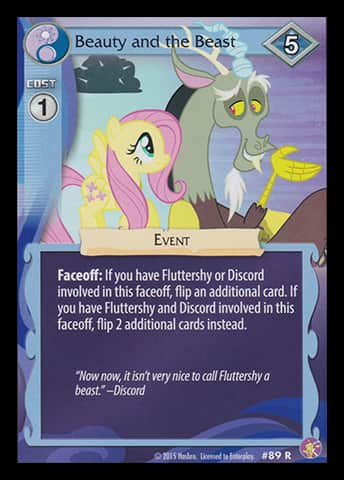 Beauty and the Beast
5
COST
1
EVENT
Faceoff: If you have Fluttershy or Discord
involved in this faceoff, flip an additional card. If
you have Fluttershy and Discord involved in this
faceoff, flip 2 additional cards instead.
"Now now, it isn't very nice to call Fluttershy a
beast." –Discord
© 2015 Hasbro. Licensed to Enterplay. #89 R